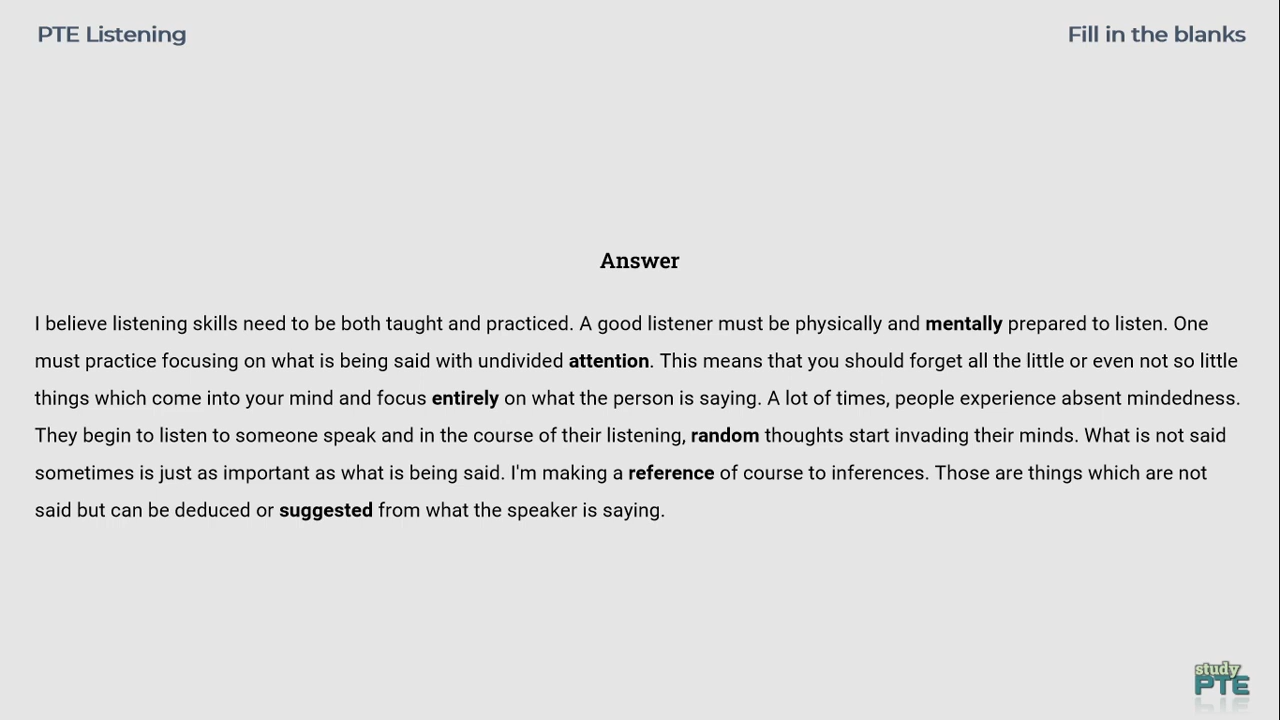 PTE Listening
Fill in the blanks
Answer
I believe listening skills need to be both taught and practiced. A good listener must be physically and mentally prepared to listen. One
must practice focusing on what is being said with undivided attention. This means that you should forget all the little or even not so little
things which come into your mind and focus entirely on what the person is saying. A lot of times, people experience absent mindedness.
They begin to listen to someone speak and in the course of their listening, random thoughts start invading their minds. What is not said
sometimes is just as important as what is being said. I'm making a reference of course to inferences. Those are things which are not
said but can be deduced or suggested from what the speaker is saying.
study
PTE